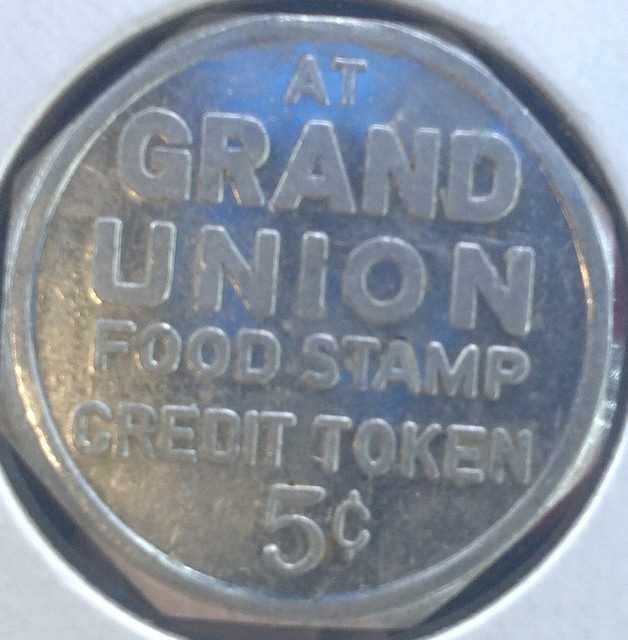 AT
GRAND
UNION
FOOD STAMP
CREDIT TOKEN
5¢